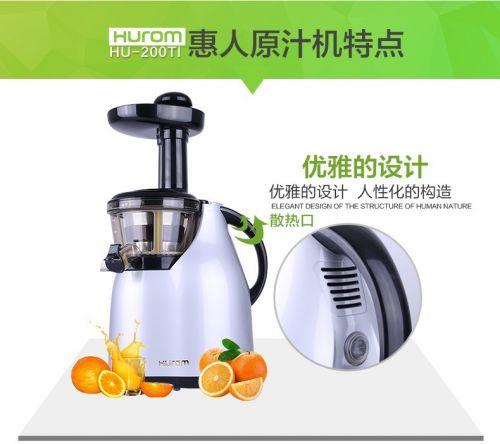 HUROM
HU-200TI 惠人原汁机特点
优雅的设计
优雅的设计 人性化的构造
ELEGANT DESIGN OF THE STRUCTURE OF HUMAN NATURE
散热口
HUROM